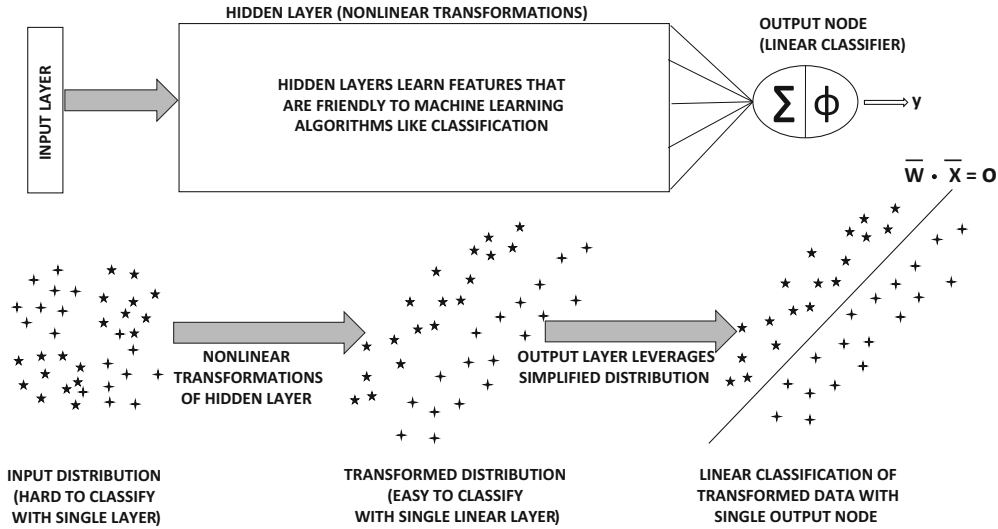 HIDDEN LAYER (NONLINEAR TRANSFORMATIONS)
INPUT LAYER
HIDDEN LAYERS LEARN FEATURES THAT
ARE FRIENDLY TO MACHINE LEARNING
ALGORITHMS LIKE CLASSIFICATION
OUTPUT NODE
(LINEAR CLASSIFIER)
Σ ϕ
y
W̅ · X̅ = 0
NONLINEAR
TRANSFORMATIONS
OF HIDDEN LAYER
OUTPUT LAYER LEVERAGES
SIMPLIFIED DISTRIBUTION
INPUT DISTRIBUTION
(HARD TO CLASSIFY
WITH SINGLE LAYER)
TRANSFORMED DISTRIBUTION
(EASY TO CLASSIFY
WITH SINGLE LINEAR LAYER)
LINEAR CLASSIFICATION OF
TRANSFORMED DATA WITH
SINGLE OUTPUT NODE